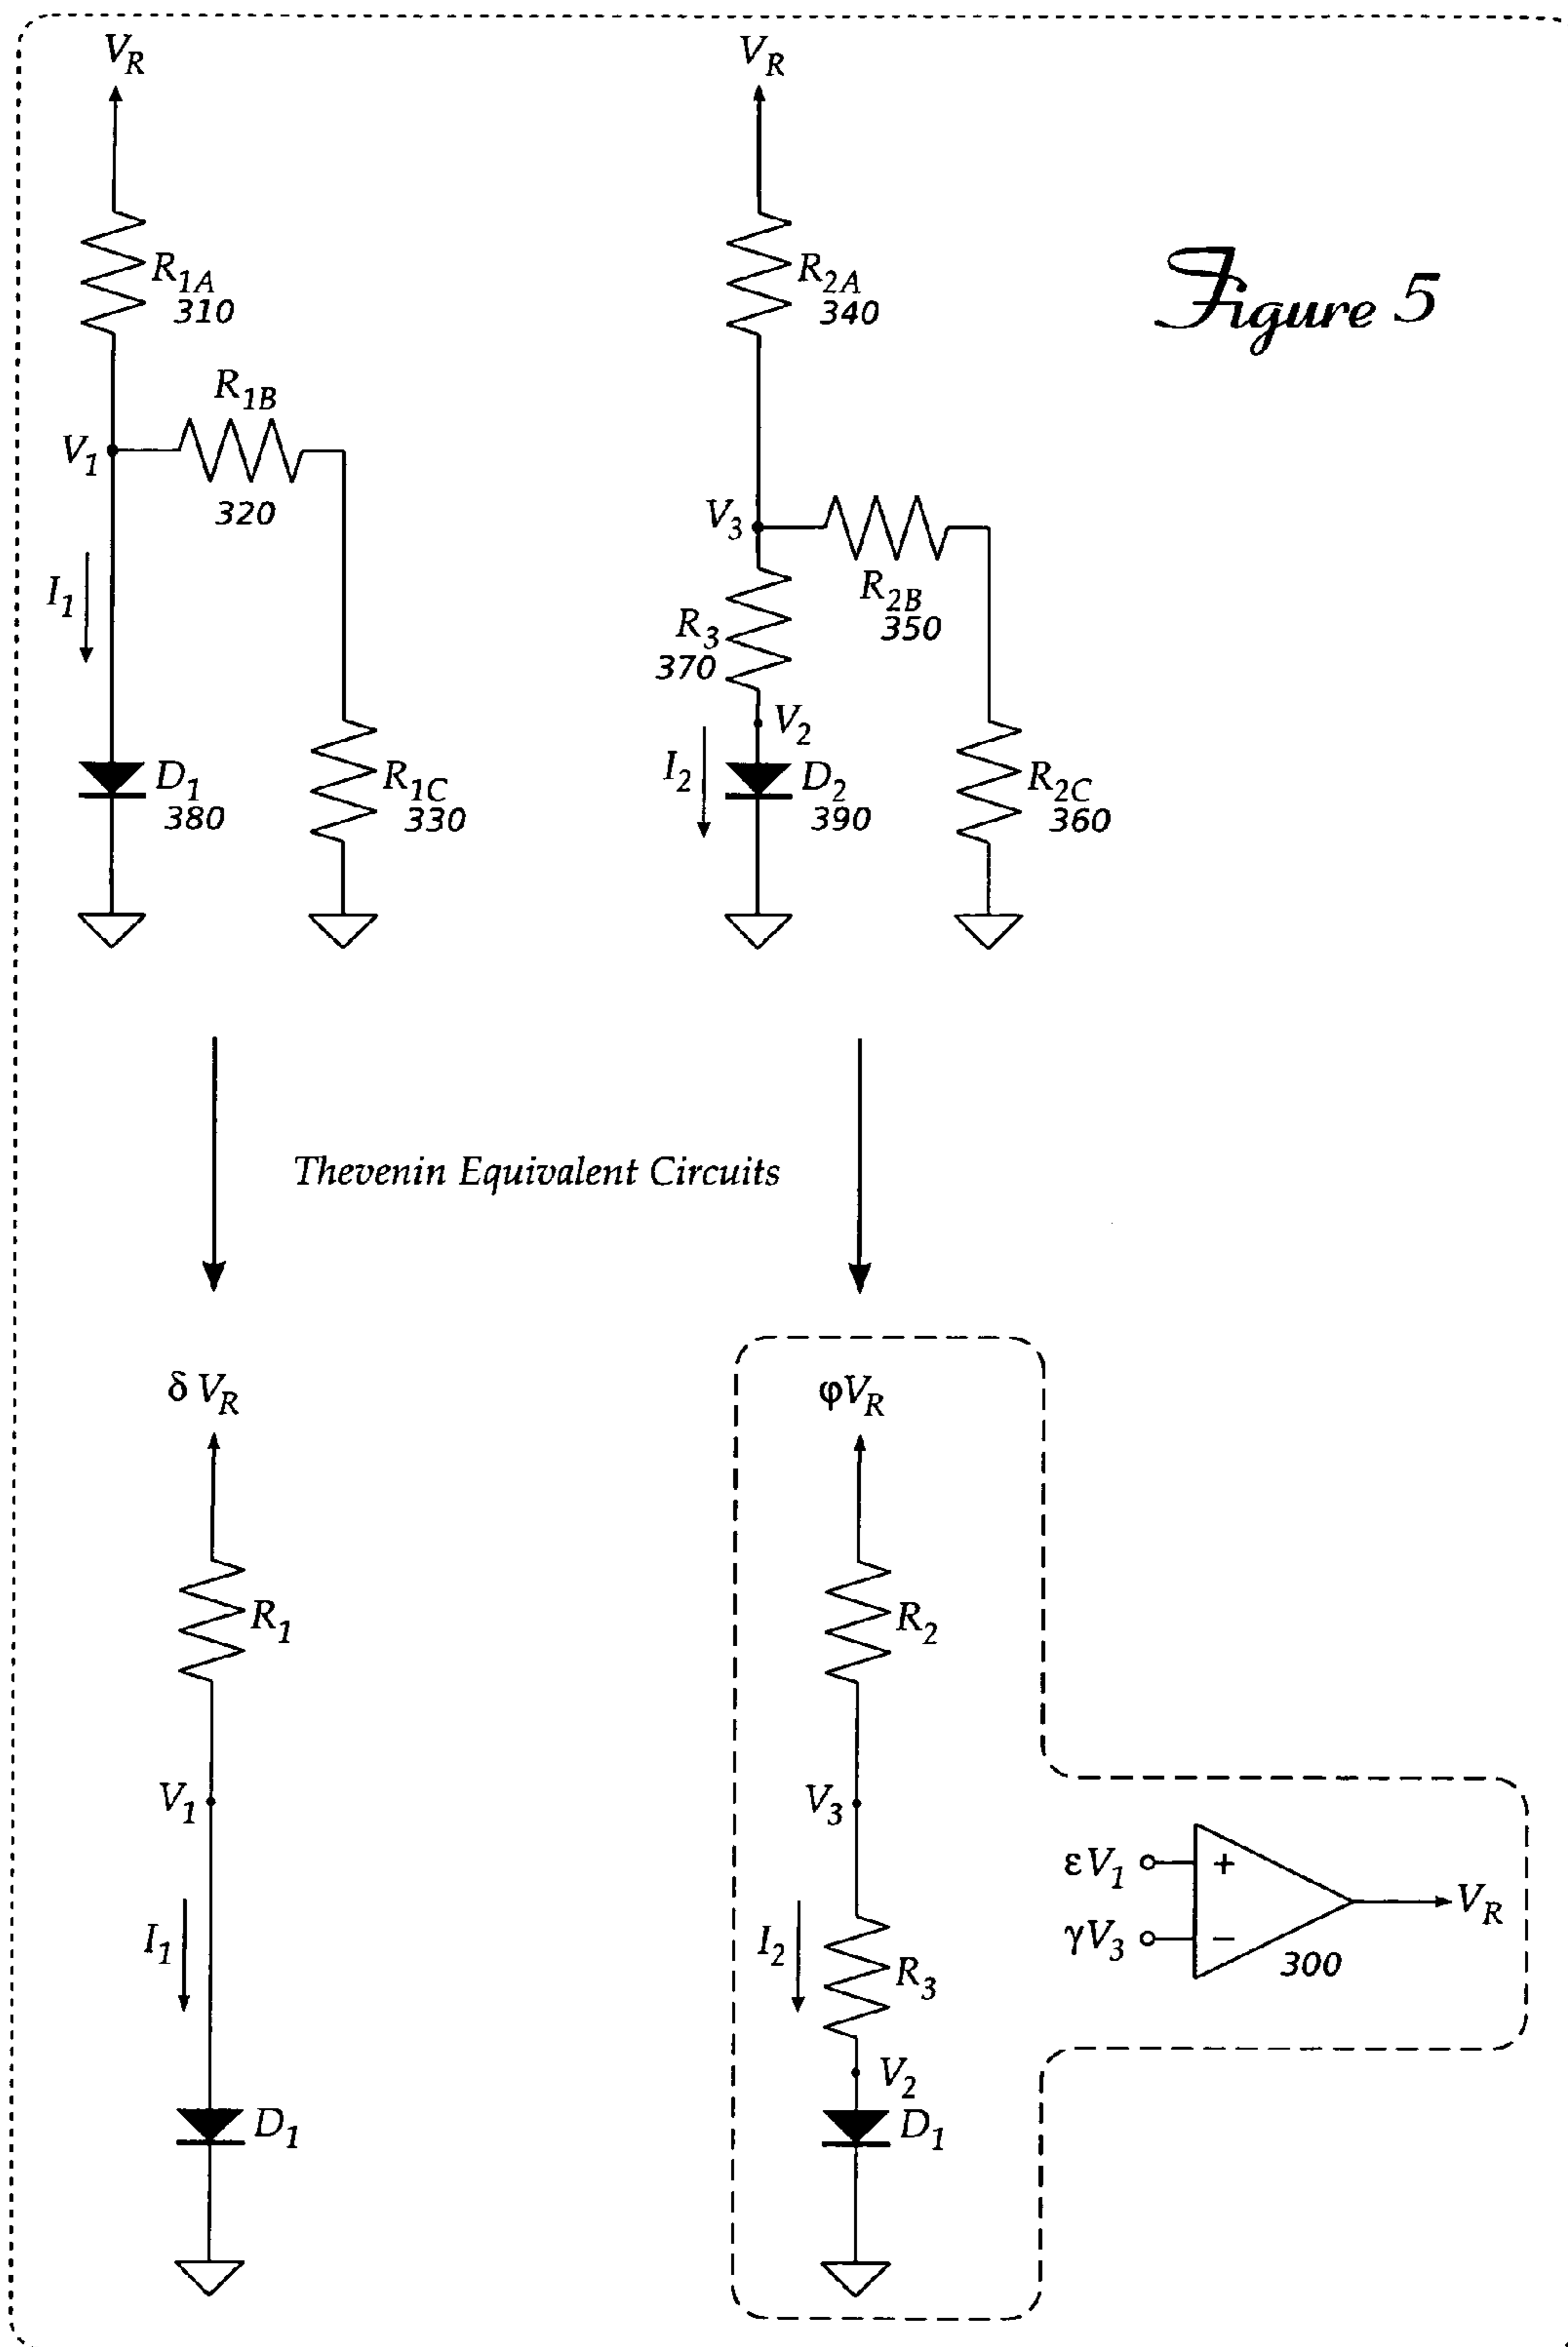 V_R
V_R
R_1A
310
R_2A
340
Figure 5
R_1B
V_1
320
V_3
R_2B
350
I_1
R_3
370
V_2
D_1
380
R_1C
330
I_2
D_2
390
R_2C
360
Thevenin Equivalent Circuits
δ V_R
φV_R
R_1
R_2
V_1
V_3
εV_1
+
V_R
γV_3
−
300
I_1
I_2
R_3
V_2
D_1
D_1